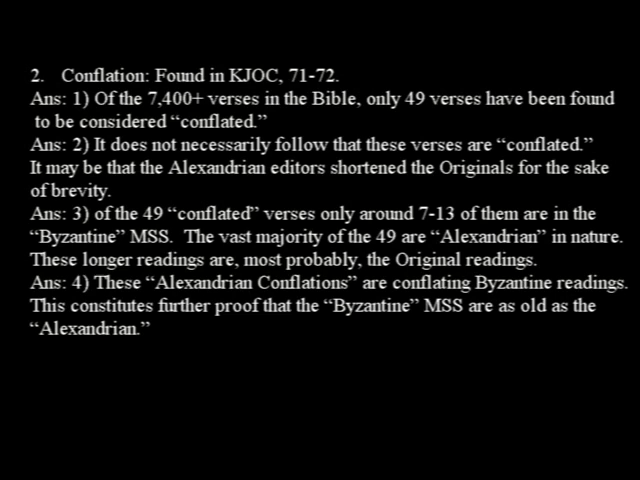 2. Conflation: Found in KJOC, 71-72.
Ans: 1) Of the 7,400+ verses in the Bible, only 49 verses have been found
to be considered “conflated.”
Ans: 2) It does not necessarily follow that these verses are “conflated.”
It may be that the Alexandrian editors shortened the Originals for the sake
of brevity.
Ans: 3) of the 49 “conflated” verses only around 7-13 of them are in the
“Byzantine” MSS. The vast majority of the 49 are “Alexandrian” in nature.
These longer readings are, most probably, the Original readings.
Ans: 4) These “Alexandrian Conflations” are conflating Byzantine readings.
This constitutes further proof that the “Byzantine” MSS are as old as the
“Alexandrian.”